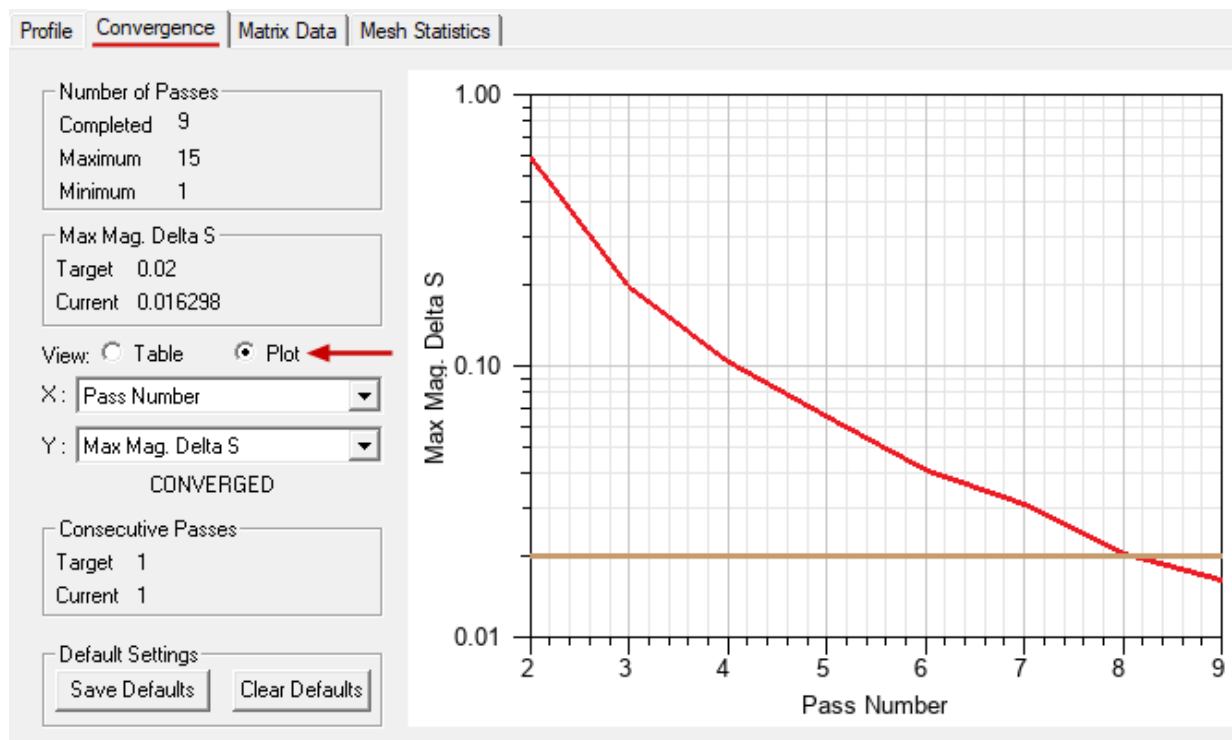 Profile Convergence Matrix Data Mesh Statistics
Number of Passes
Completed 9
Maximum 15
Minimum 1
Max Mag. Delta S
Target 0.02
Current 0.016298
View: Table Plot
X: Pass Number
Y: Max Mag. Delta S
CONVERGED
Consecutive Passes
Target 1
Current 1
Default Settings
Save Defaults Clear Defaults
Max Mag. Delta S
1.00
0.10
0.01
2 3 4 5 6 7 8 9
Pass Number